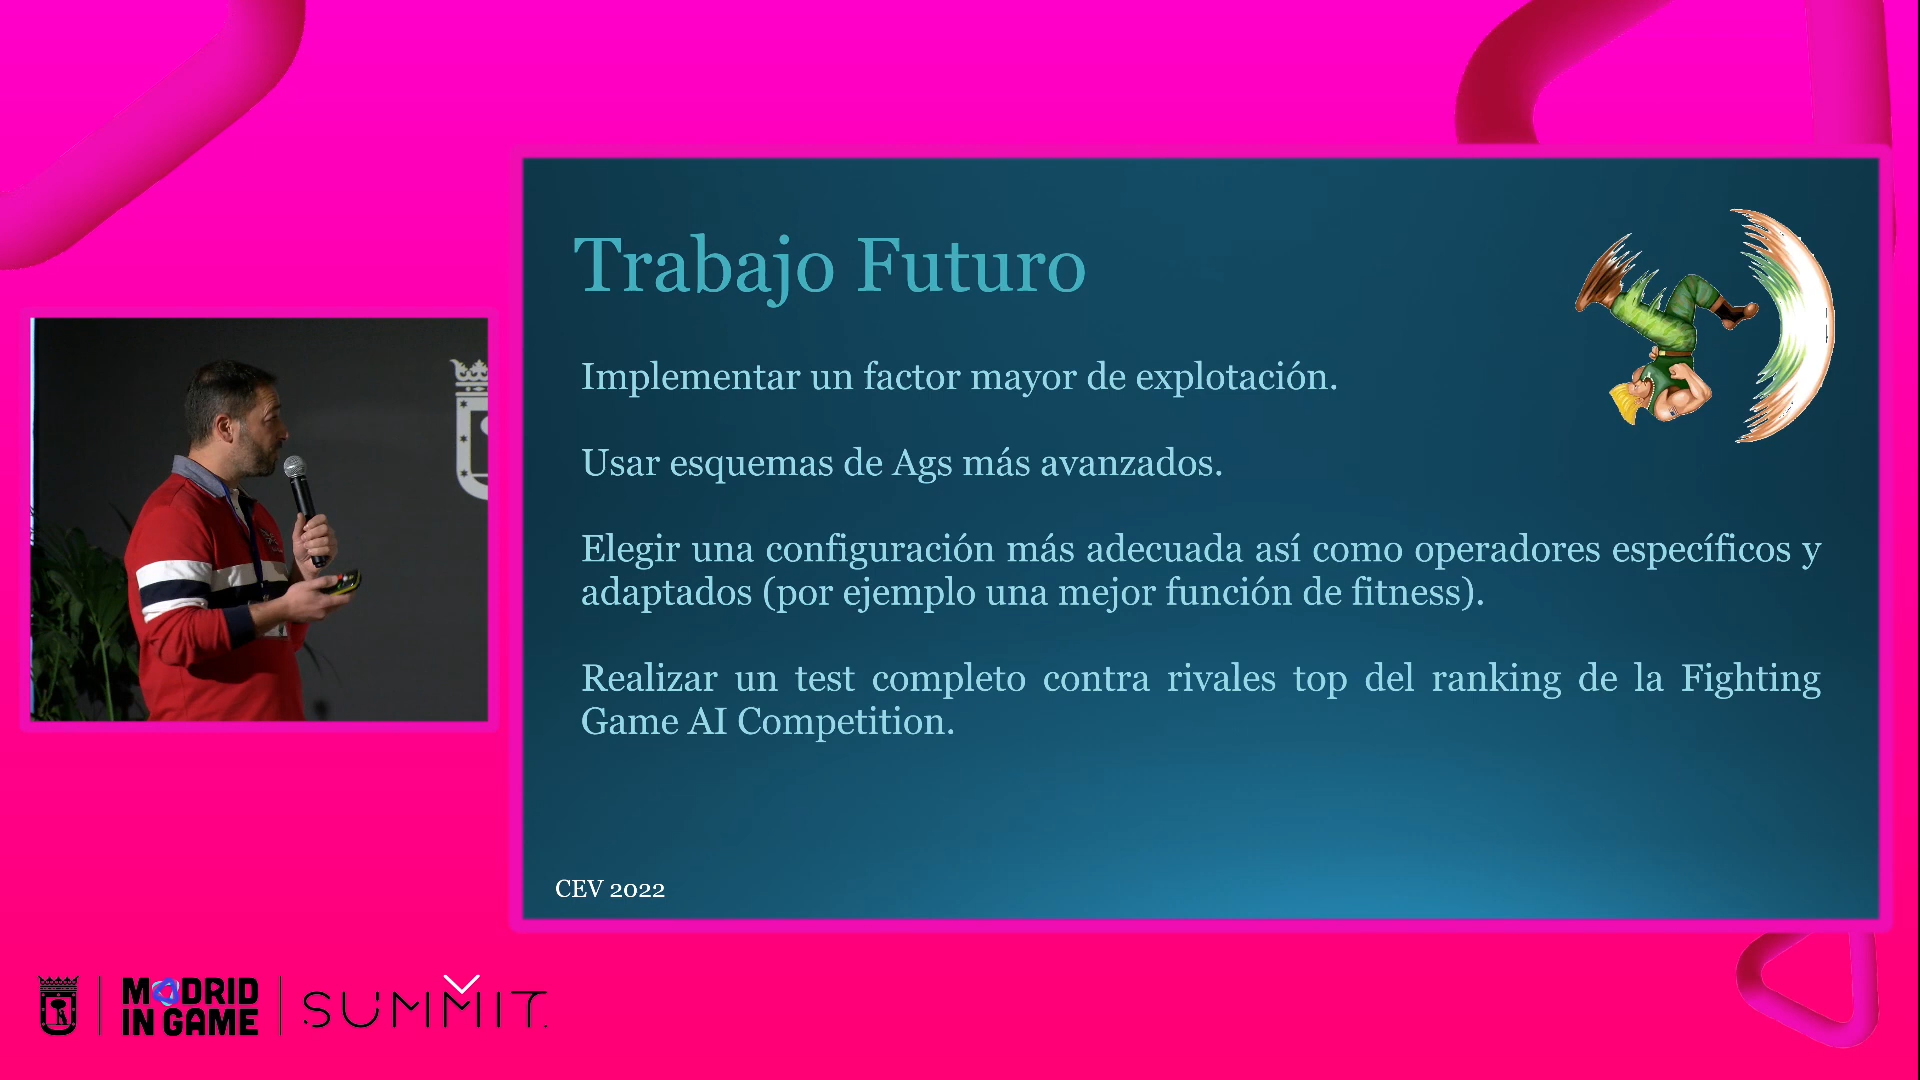 Trabajo Futuro
Implementar un factor mayor de explotación.
Usar esquemas de Ags más avanzados.
Elegir una configuración más adecuada así como operadores específicos y
adaptados (por ejemplo una mejor función de fitness).
Realizar un test completo contra rivales top del ranking de la Fighting
Game AI Competition.
CEV 2022
MADRID
IN GAME
SUMMIT.